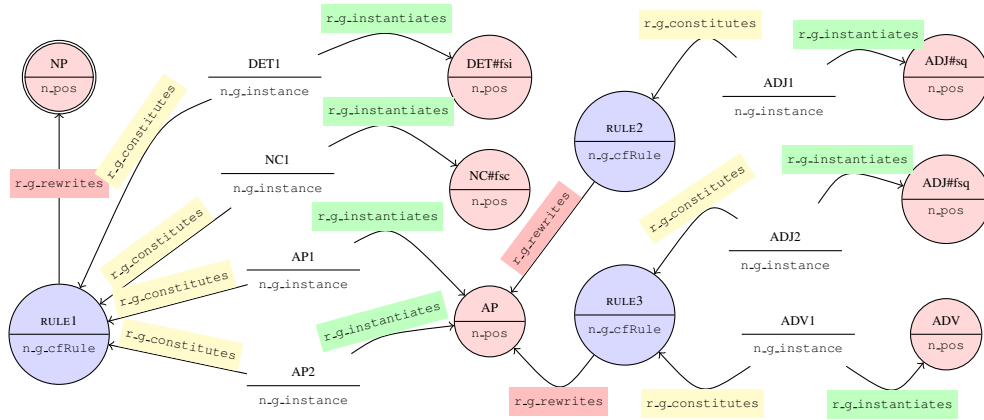 r_g_constitutes
r_g_instantiates
r_g_instantiates
NP
n_pos
DET1
n_g_instance
DET#fsi
n_pos
ADJ1
n_g_instance
ADJ#sq
n_pos
r_g_constitutes
r_g_instantiates
RULE2
n_g_cfRule
r_g_rewrites
NC1
n_g_instance
NC#fsc
n_pos
r_g_constitutes
r_g_instantiates
ADJ#fsq
n_pos
r_g_constitutes
r_g_instantiates
r_g_rewrites
ADJ2
n_g_instance
AP1
n_g_instance
r_g_constitutes
RULE1
n_g_cfRule
AP
n_pos
RULE3
n_g_cfRule
ADV1
n_g_instance
ADV
n_pos
r_g_constitutes
r_g_instantiates
AP2
n_g_instance
r_g_rewrites
r_g_constitutes
r_g_instantiates